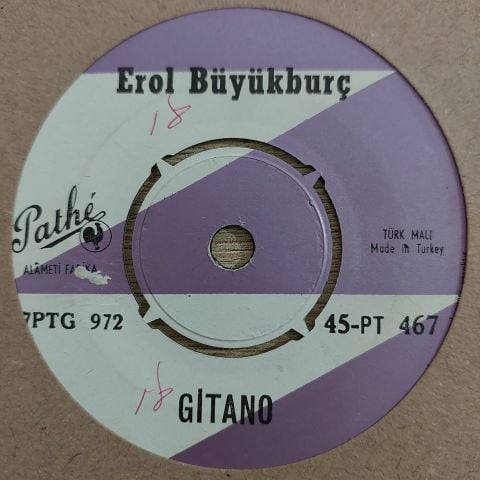 Erol Büyükburç
18
Pathé
ALÂMETİ FARİKA
TÜRK MALI
Made in Turkey
7PTG 972
45-PT 467
18
GİTANO